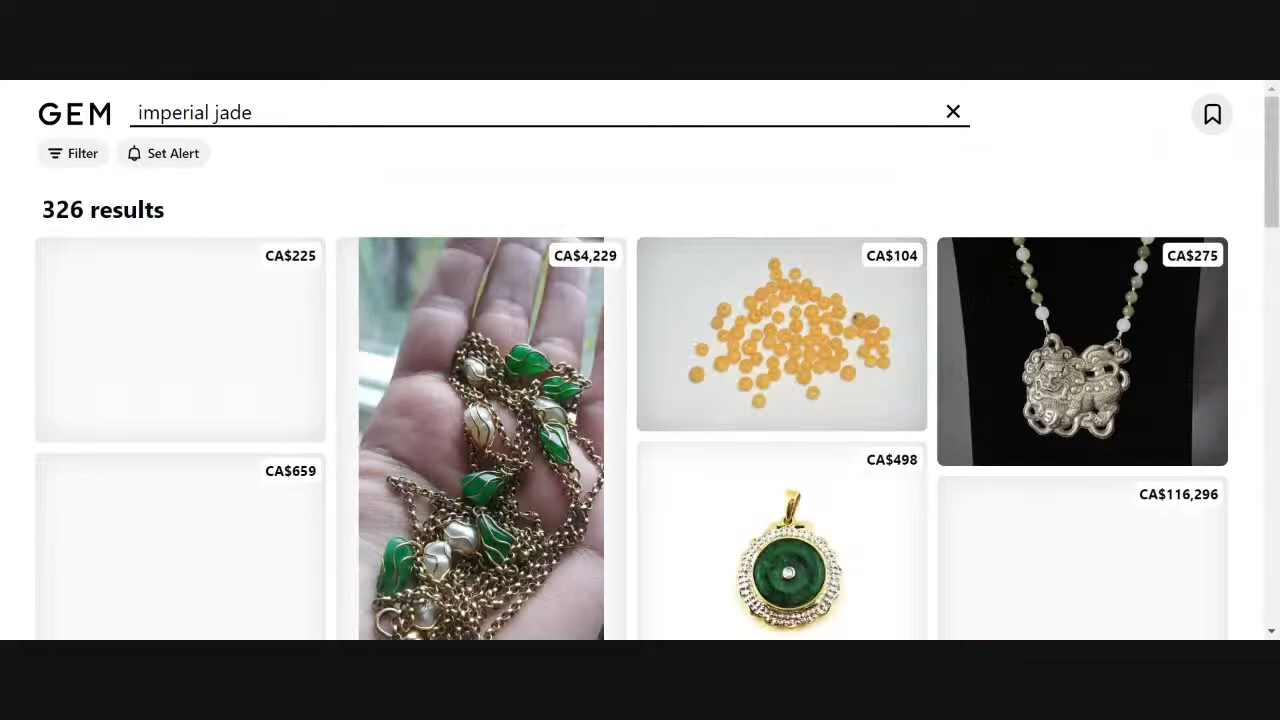 GEM imperial jade
Filter Set Alert
326 results
CA$225 CA$4,229 CA$104 CA$275
CA$659 CA$498 CA$116,296